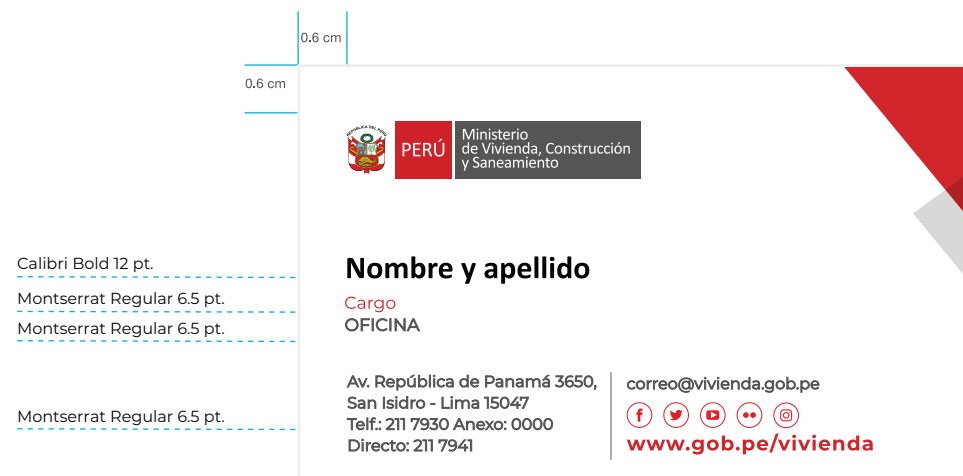 0.6 cm
0.6 cm
REPÚBLICA DEL PERÚ
PERÚ
Ministerio
de Vivienda, Construcción
y Saneamiento
Calibri Bold 12 pt.
Nombre y apellido
Montserrat Regular 6.5 pt.
Cargo
Montserrat Regular 6.5 pt.
OFICINA
Montserrat Regular 6.5 pt.
Av. República de Panamá 3650,
San Isidro - Lima 15047
Telf.: 211 7930 Anexo: 0000
Directo: 211 7941
correo@vivienda.gob.pe
www.gob.pe/vivienda